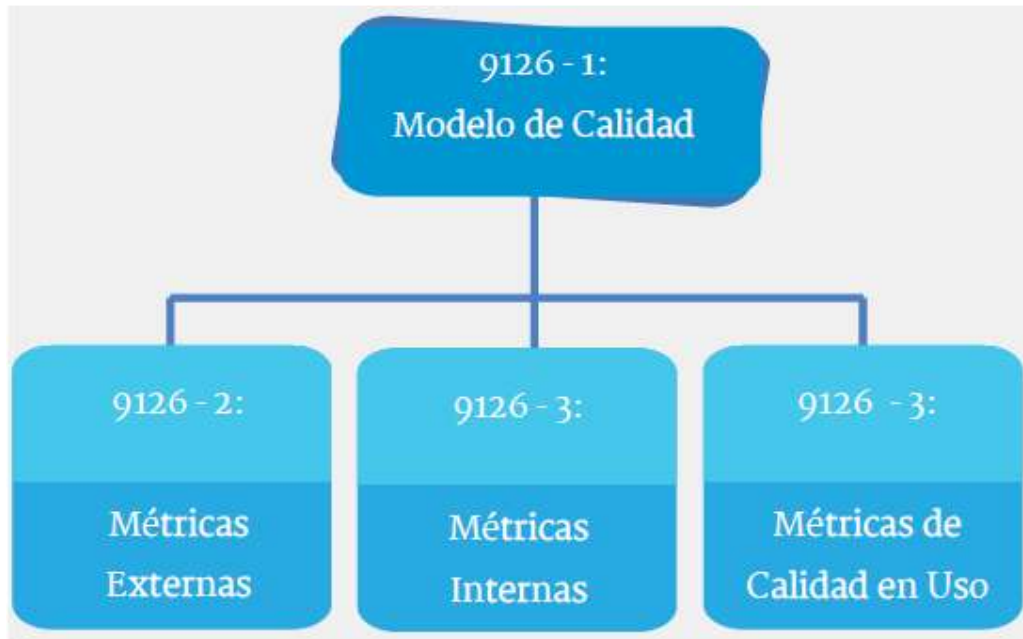 9126 - 1:
Modelo de Calidad
9126 - 2:
Métricas
Externas
9126 - 3:
Métricas
Internas
9126 - 3:
Métricas de
Calidad en Uso